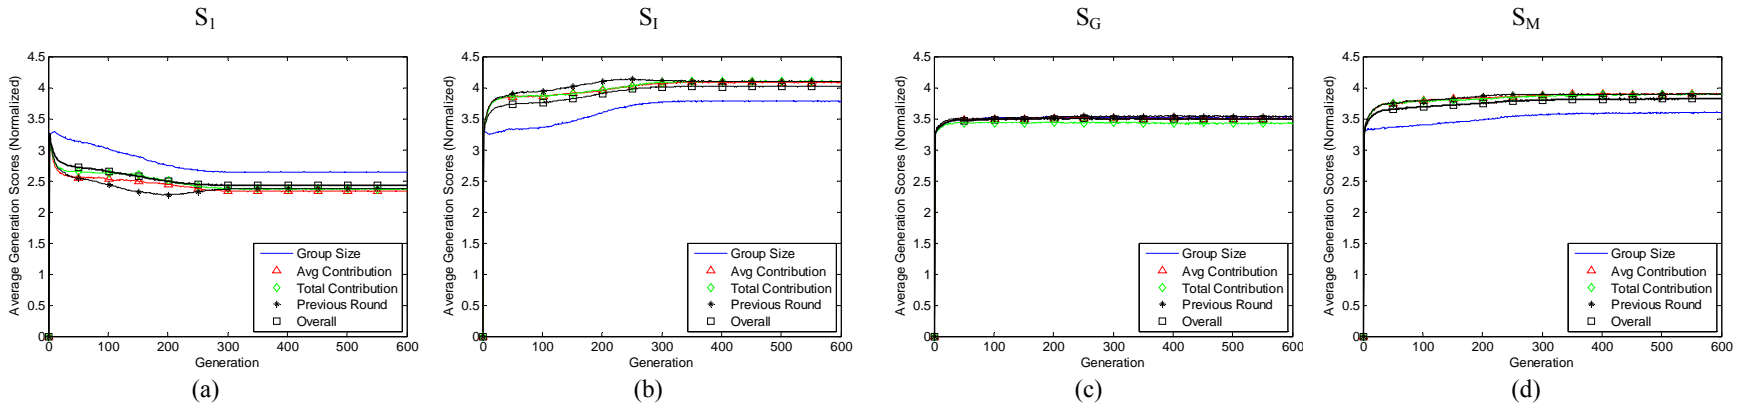 S1
SI
SG
SM
Average Generation Scores (Normalized)
4.5
4
3.5
3
2.5
2
1.5
1
0.5
0
0 100 200 300 400 500 600
Generation
Group Size
Avg Contribution
Total Contribution
Previous Round
Overall
(a)
Average Generation Scores (Normalized)
4.5
4
3.5
3
2.5
2
1.5
1
0.5
0
0 100 200 300 400 500 600
Generation
Group Size
Avg Contribution
Total Contribution
Previous Round
Overall
(b)
Average Generation Scores (Normalized)
4.5
4
3.5
3
2.5
2
1.5
1
0.5
0
0 100 200 300 400 500 600
Generation
Group Size
Avg Contribution
Total Contribution
Previous Round
Overall
(c)
Average Generation Scores (Normalized)
4.5
4
3.5
3
2.5
2
1.5
1
0.5
0
0 100 200 300 400 500 600
Generation
Group Size
Avg Contribution
Total Contribution
Previous Round
Overall
(d)